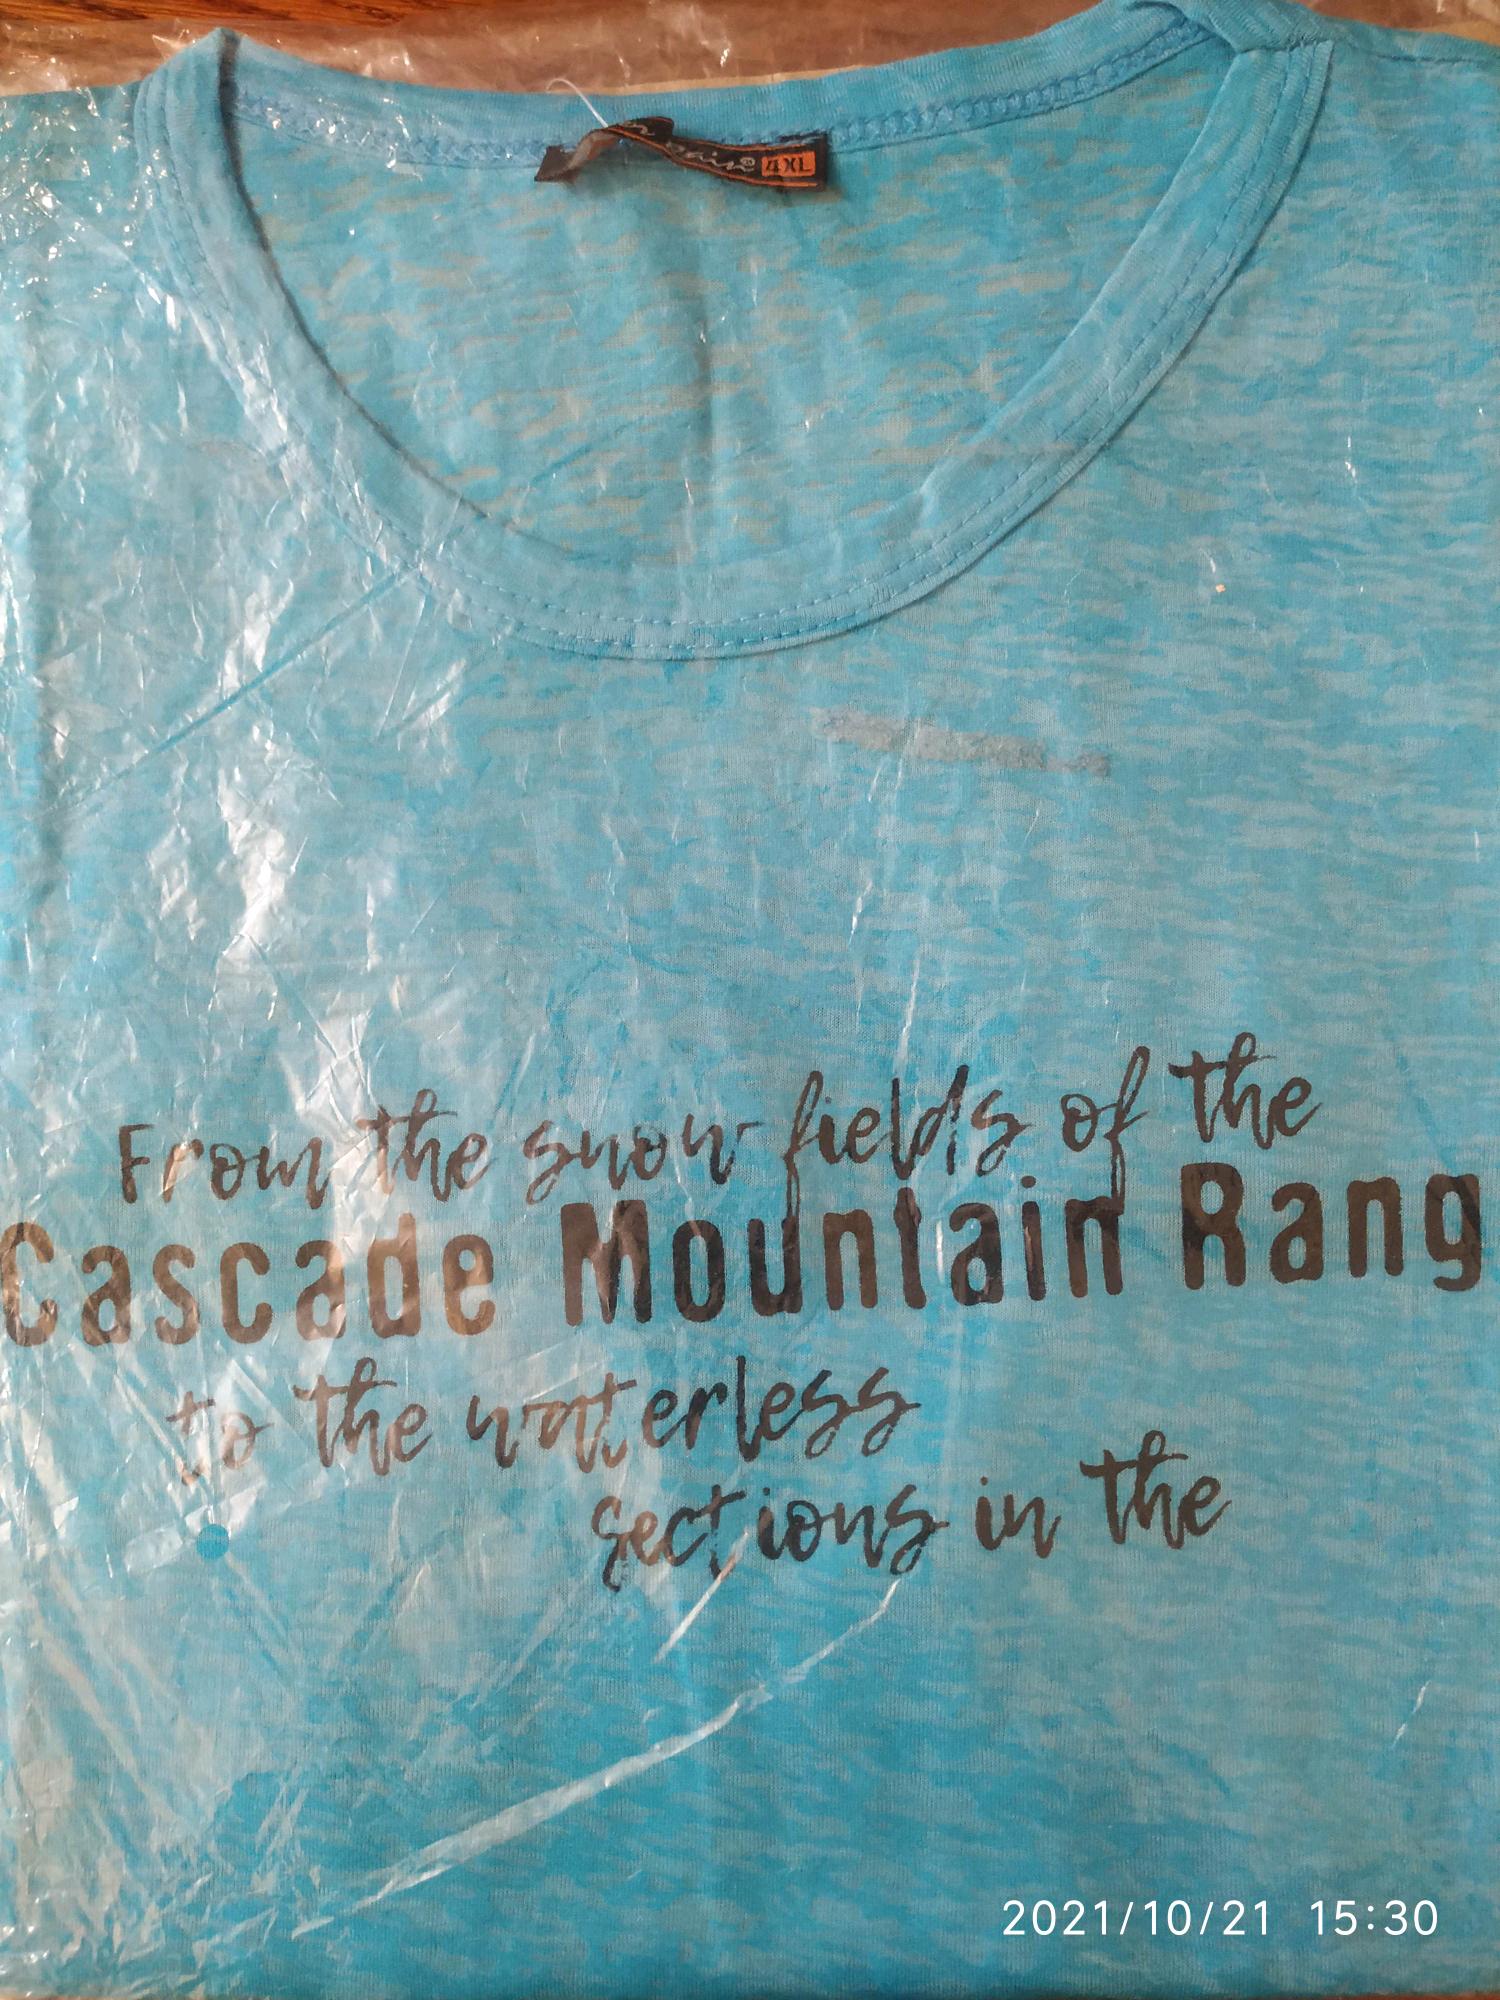 4XL
From the snow fields of the
Cascade Mountain Rang
to the waterless
sections in the
2021/10/21 15:30